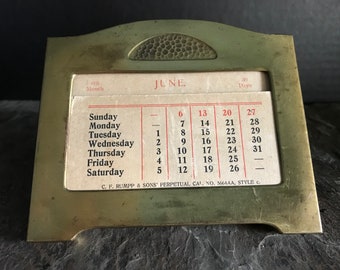 JUNE.
Month Days
Sunday — 6 13 20 27
Monday — 7 14 21 28
Tuesday 1 8 15 22 29
Wednesday 2 9 16 23 30
Thursday 3 10 17 24 31
Friday 4 11 18 25 —
Saturday 5 12 19 26 —
C. F. RUMPP & SONS' PERPETUAL CAL. NO. STYLE C.